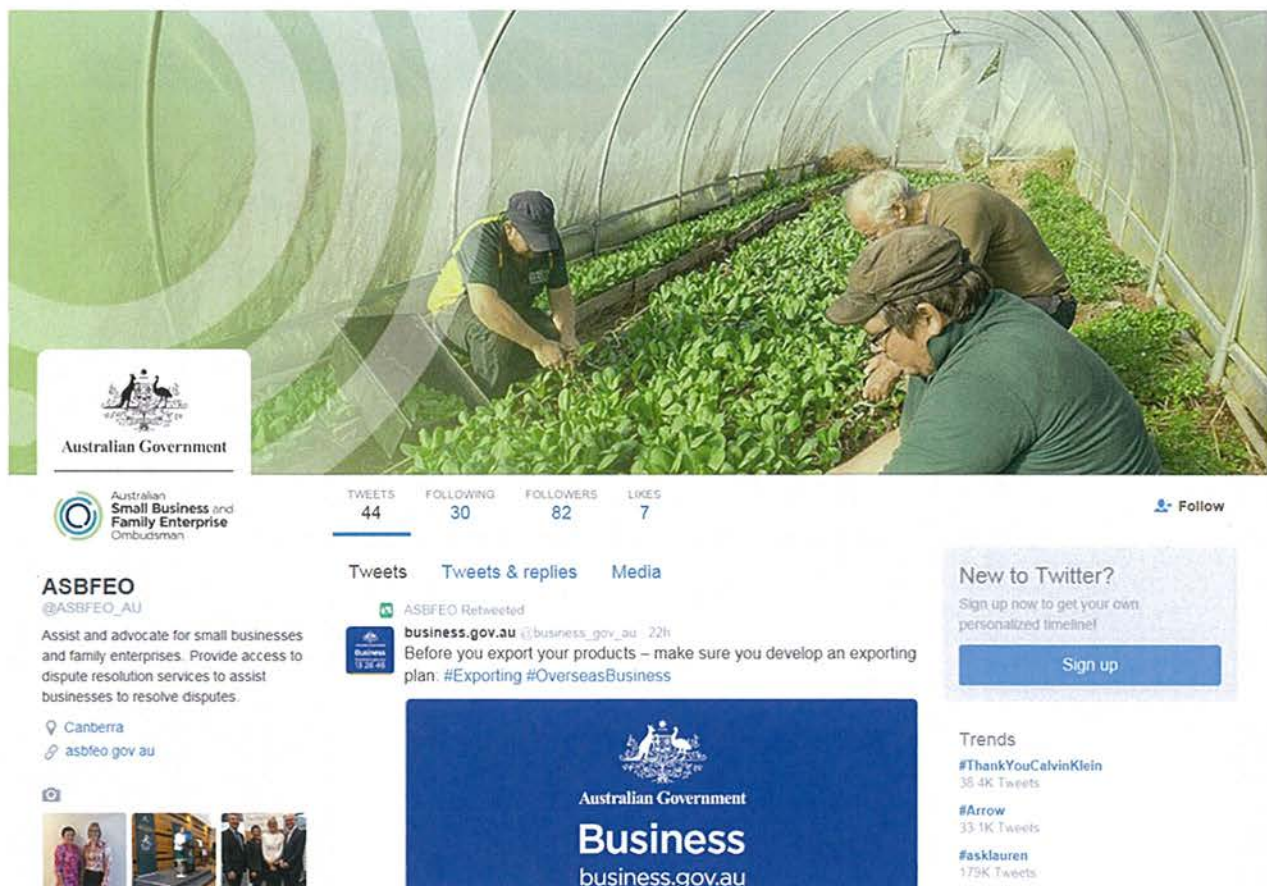 Australian Government
Australian
Small Business and
Family Enterprise
Ombudsman
TWEETS
44
FOLLOWING
30
FOLLOWERS
82
LIKES
7
Follow
ASBFEO
@ASBFEO_AU
Assist and advocate for small businesses
and family enterprises. Provide access to
dispute resolution services to assist
businesses to resolve disputes.
Canberra
asbfeo.gov.au
Tweets Tweets & replies Media
ASBFEO Retweeted
business.gov.au @business_gov_au 22h
Before you export your products – make sure you develop an exporting
plan: #Exporting #OverseasBusiness
Business
13 28 46
Australian Government
Business
business.gov.au
New to Twitter?
Sign up now to get your own
personalized timeline!
Sign up
Trends
#ThankYouCalvinKlein
38.4K Tweets
#Arrow
33.1K Tweets
#asklauren
179K Tweets